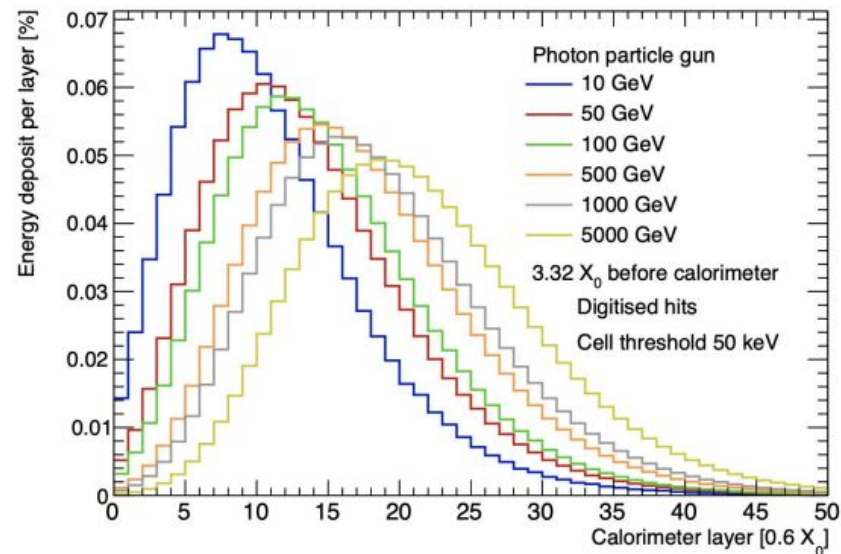 Energy deposit per layer [%]
0.07
0.06
0.05
0.04
0.03
0.02
0.01
0
Photon particle gun
10 GeV
50 GeV
100 GeV
500 GeV
1000 GeV
5000 GeV
3.32 X₀ before calorimeter
Digitised hits
Cell threshold 50 keV
0 5 10 15 20 25 30 35 40 45 50
Calorimeter layer [0.6 X₀]